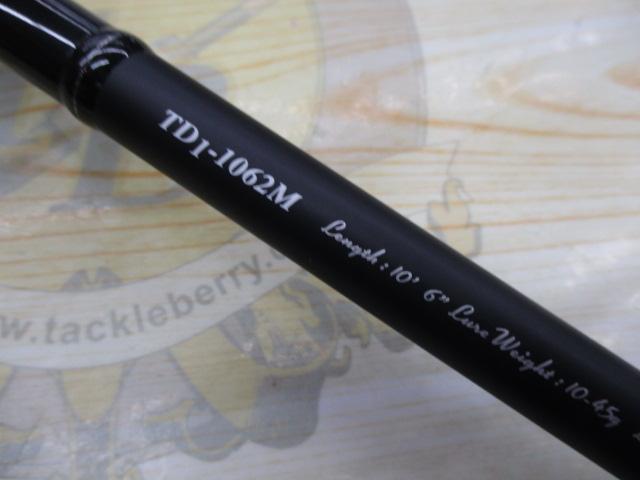 TD1-1062M Length : 10' 6" Lure Weight : 10-45g
www.tackleberry.c